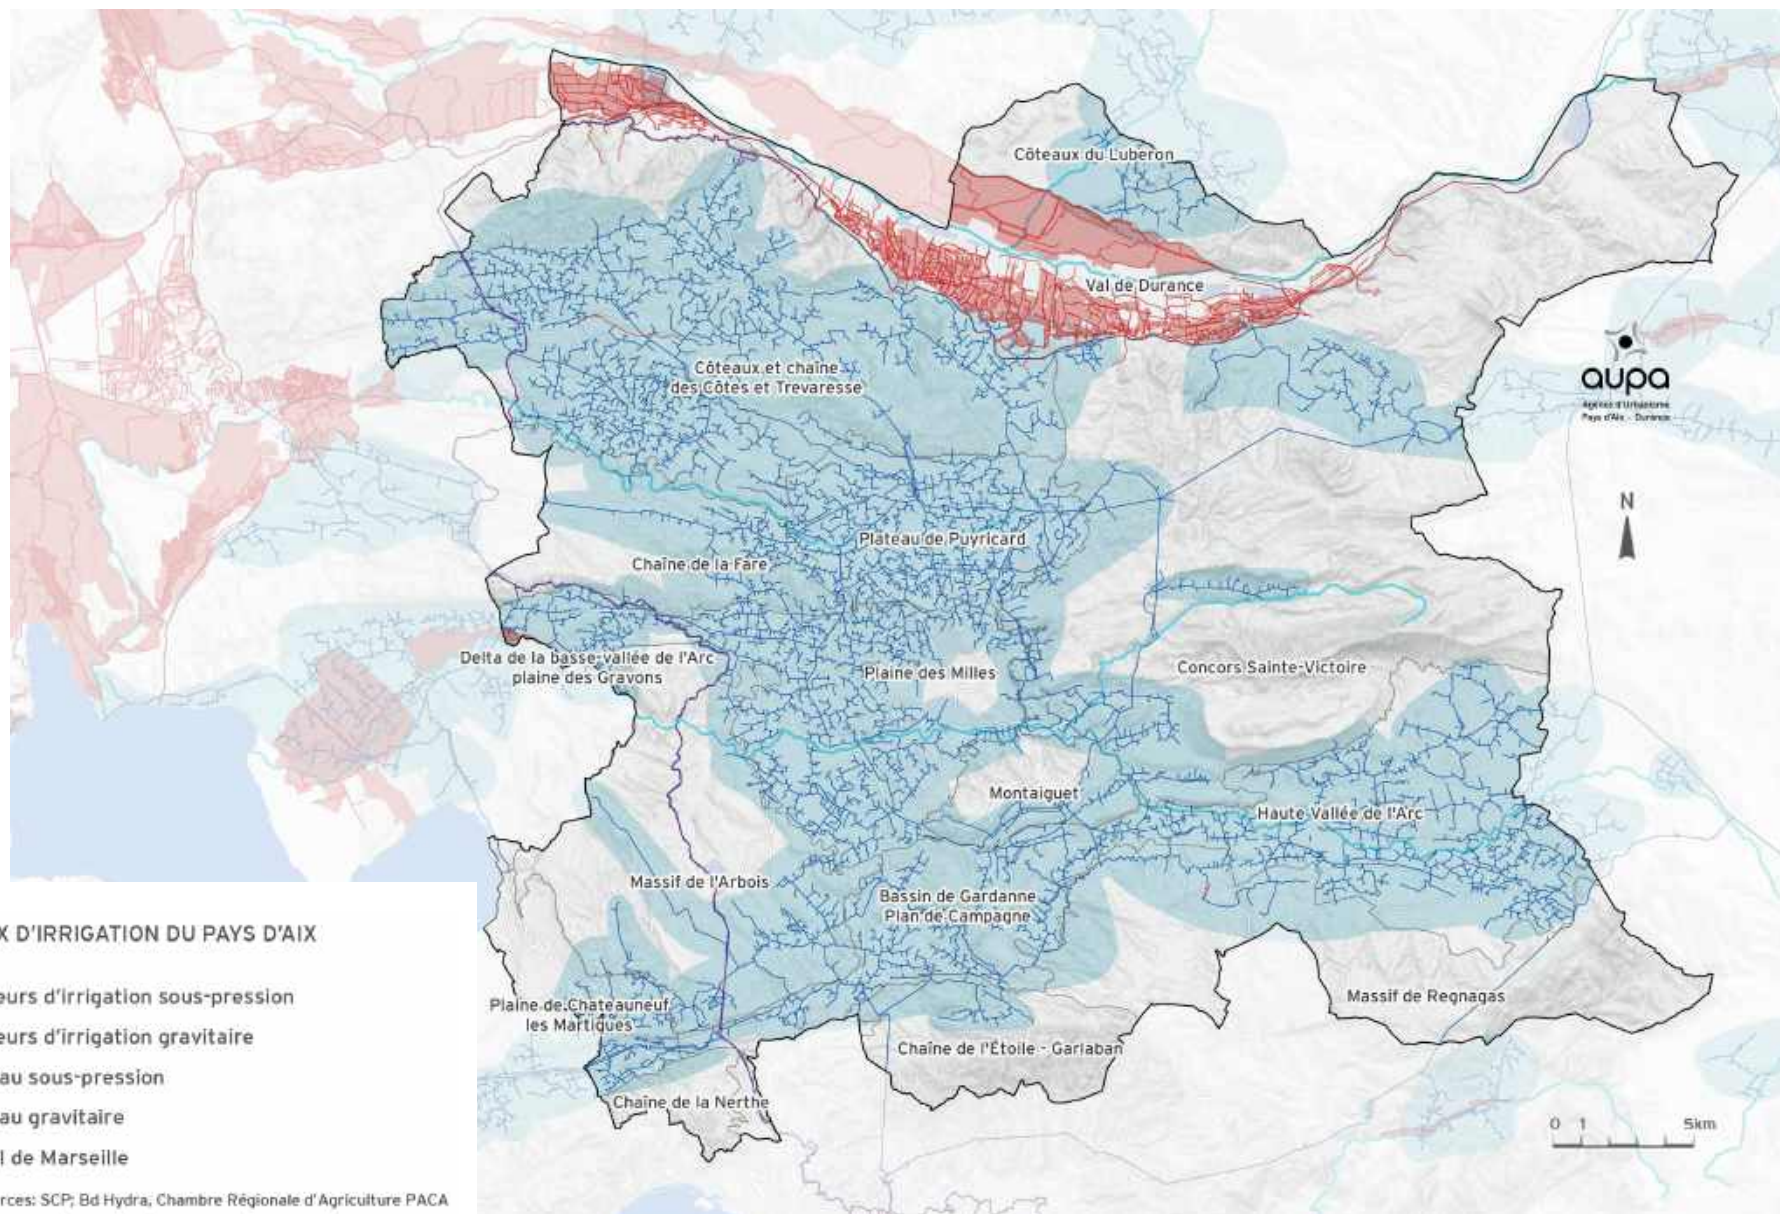 Côteaux du Luberon
Val de Durance
Côteaux et chaîne
des Côtes et Trevaresse
aupa
Agence d'Urbanisme
Pays d'Aix - Durance
N
Plateau de Puyricard
Chaîne de la Fare
Delta de la basse-vallée de l'Arc
plaine des Gravons
Plaine des Milles
Concors Sainte-Victoire
Montaiguet
Haute Vallée de l'Arc
Massif de l'Arbois
Bassin de Gardanne
Plan de Campagne
Plaine de Chateauneuf
les Martigues
Massif de Regnagas
Chaîne de l'Étoile - Garlaban
Chaîne de la Nerthe
0 1 5km
X D'IRRIGATION DU PAYS D'AIX
eurs d'irrigation sous-pression
eurs d'irrigation gravitaire
au sous-pression
au gravitaire
l de Marseille
rces: SCP; Bd Hydra, Chambre Régionale d'Agriculture PACA